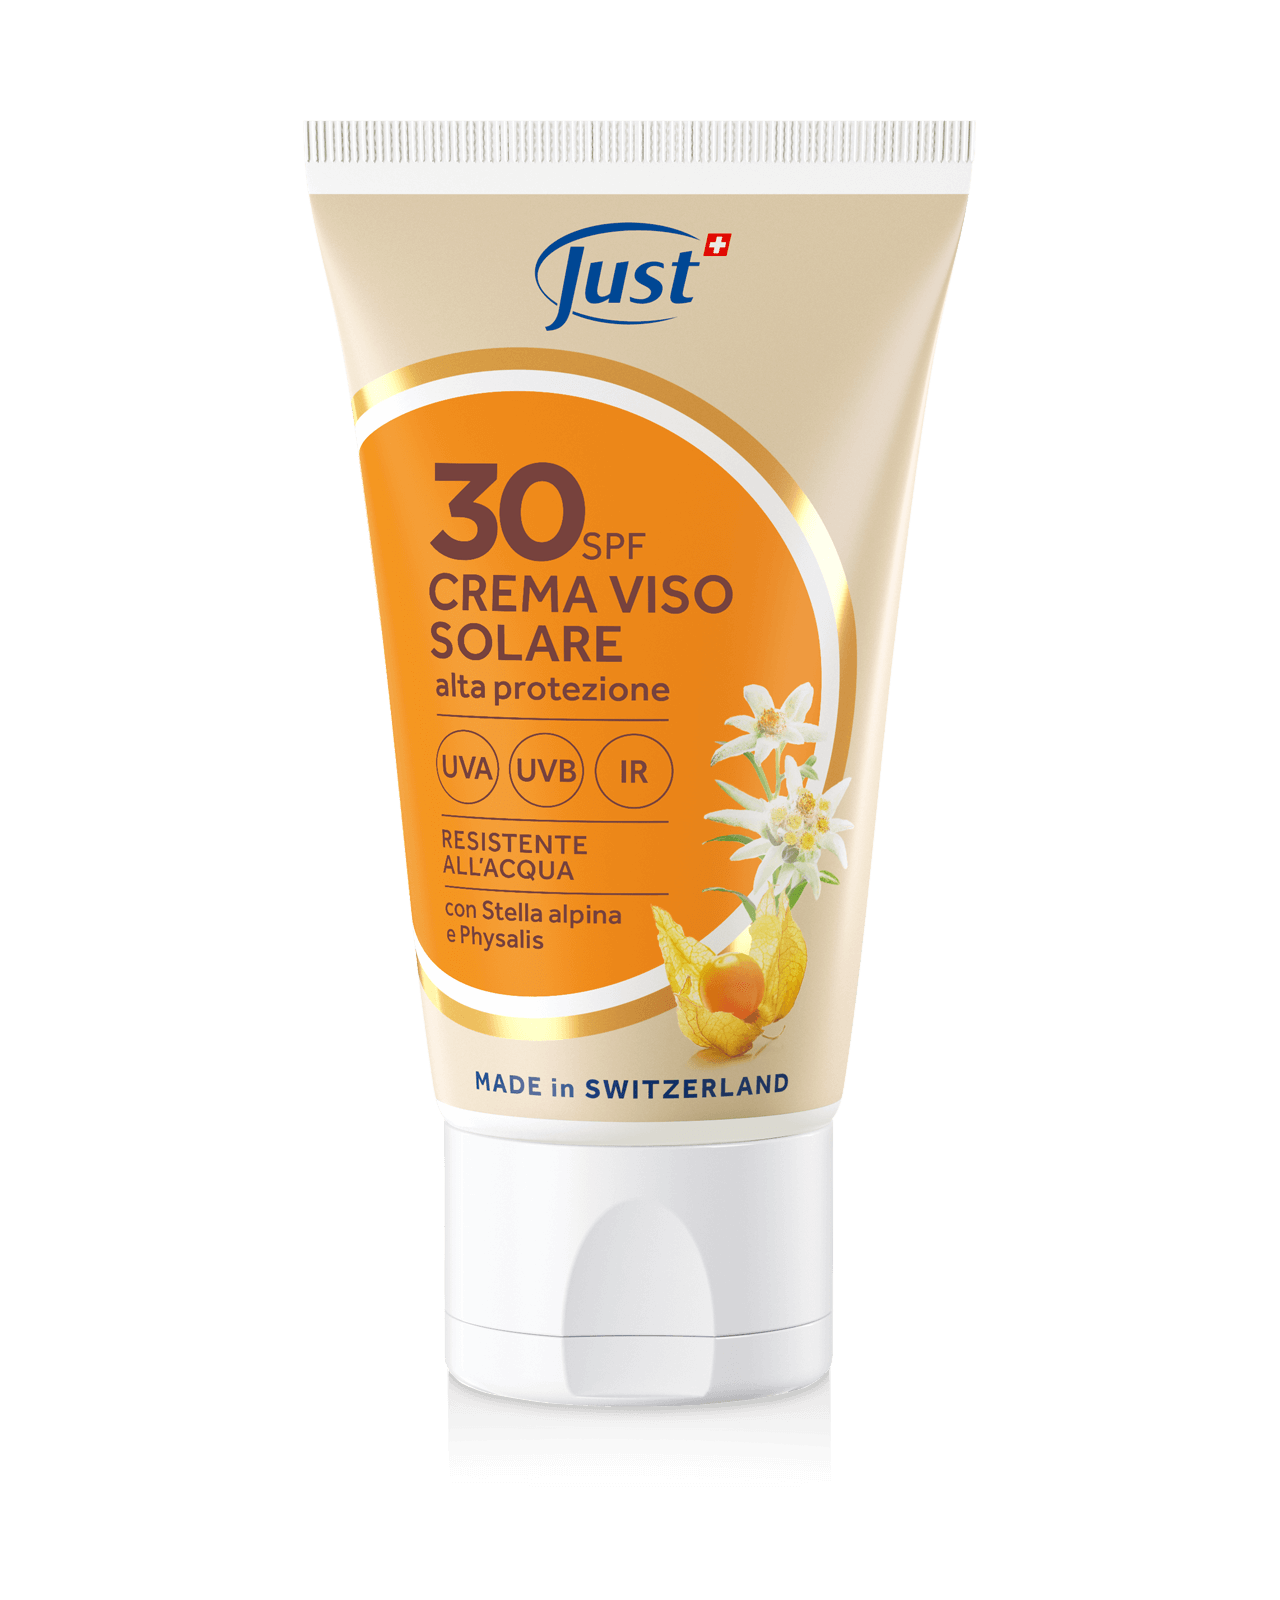 Just
30 SPF
CREMA VISO
SOLARE
alta protezione
UVA UVB IR
RESISTENTE
ALL'ACQUA
con Stella alpina
e Physalis
MADE in SWITZERLAND